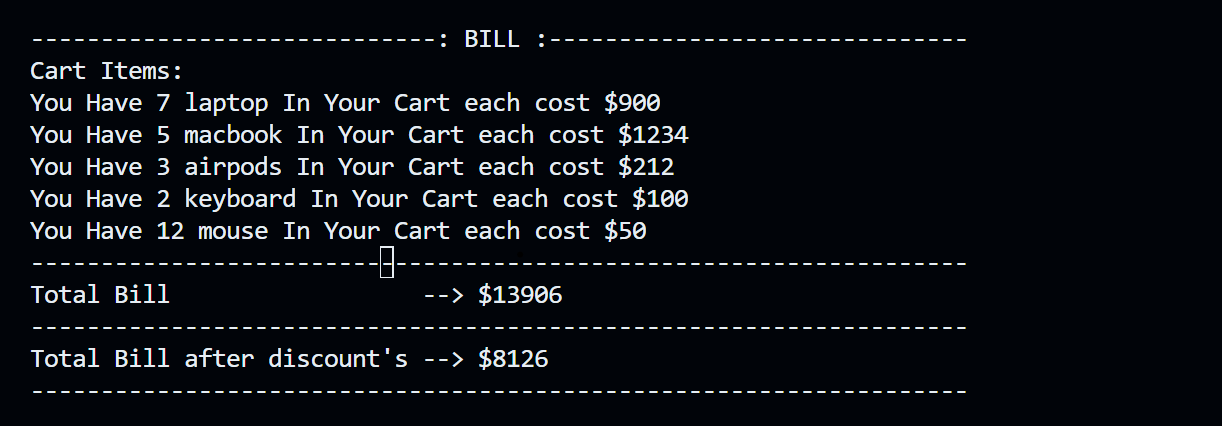 -----------------------------: BILL :------------------------------
Cart Items:
You Have 7 laptop In Your Cart each cost $900
You Have 5 macbook In Your Cart each cost $1234
You Have 3 airpods In Your Cart each cost $212
You Have 2 keyboard In Your Cart each cost $100
You Have 12 mouse In Your Cart each cost $50
-------------------------------------------------------------------
Total Bill                  --> $13906
-------------------------------------------------------------------
Total Bill after discount's --> $8126
-------------------------------------------------------------------